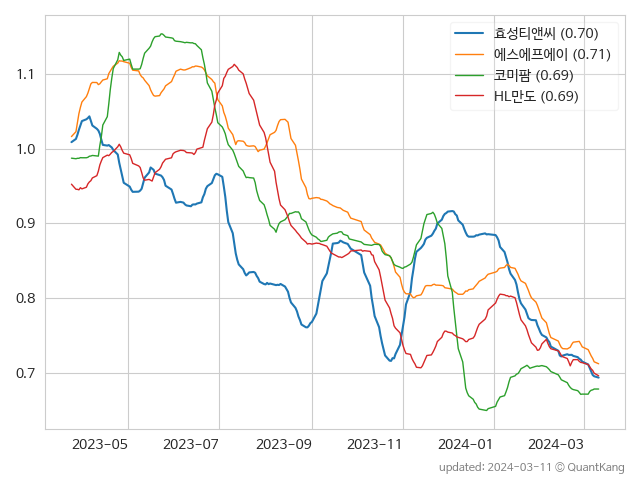 효성티앤씨 (0.70)
에스에프에이 (0.71)
코미팜 (0.69)
HL만도 (0.69)
1.1
1.0
0.9
0.8
0.7
2023-05 2023-07 2023-09 2023-11 2024-01 2024-03
updated: 2024-03-11 © QuantKang